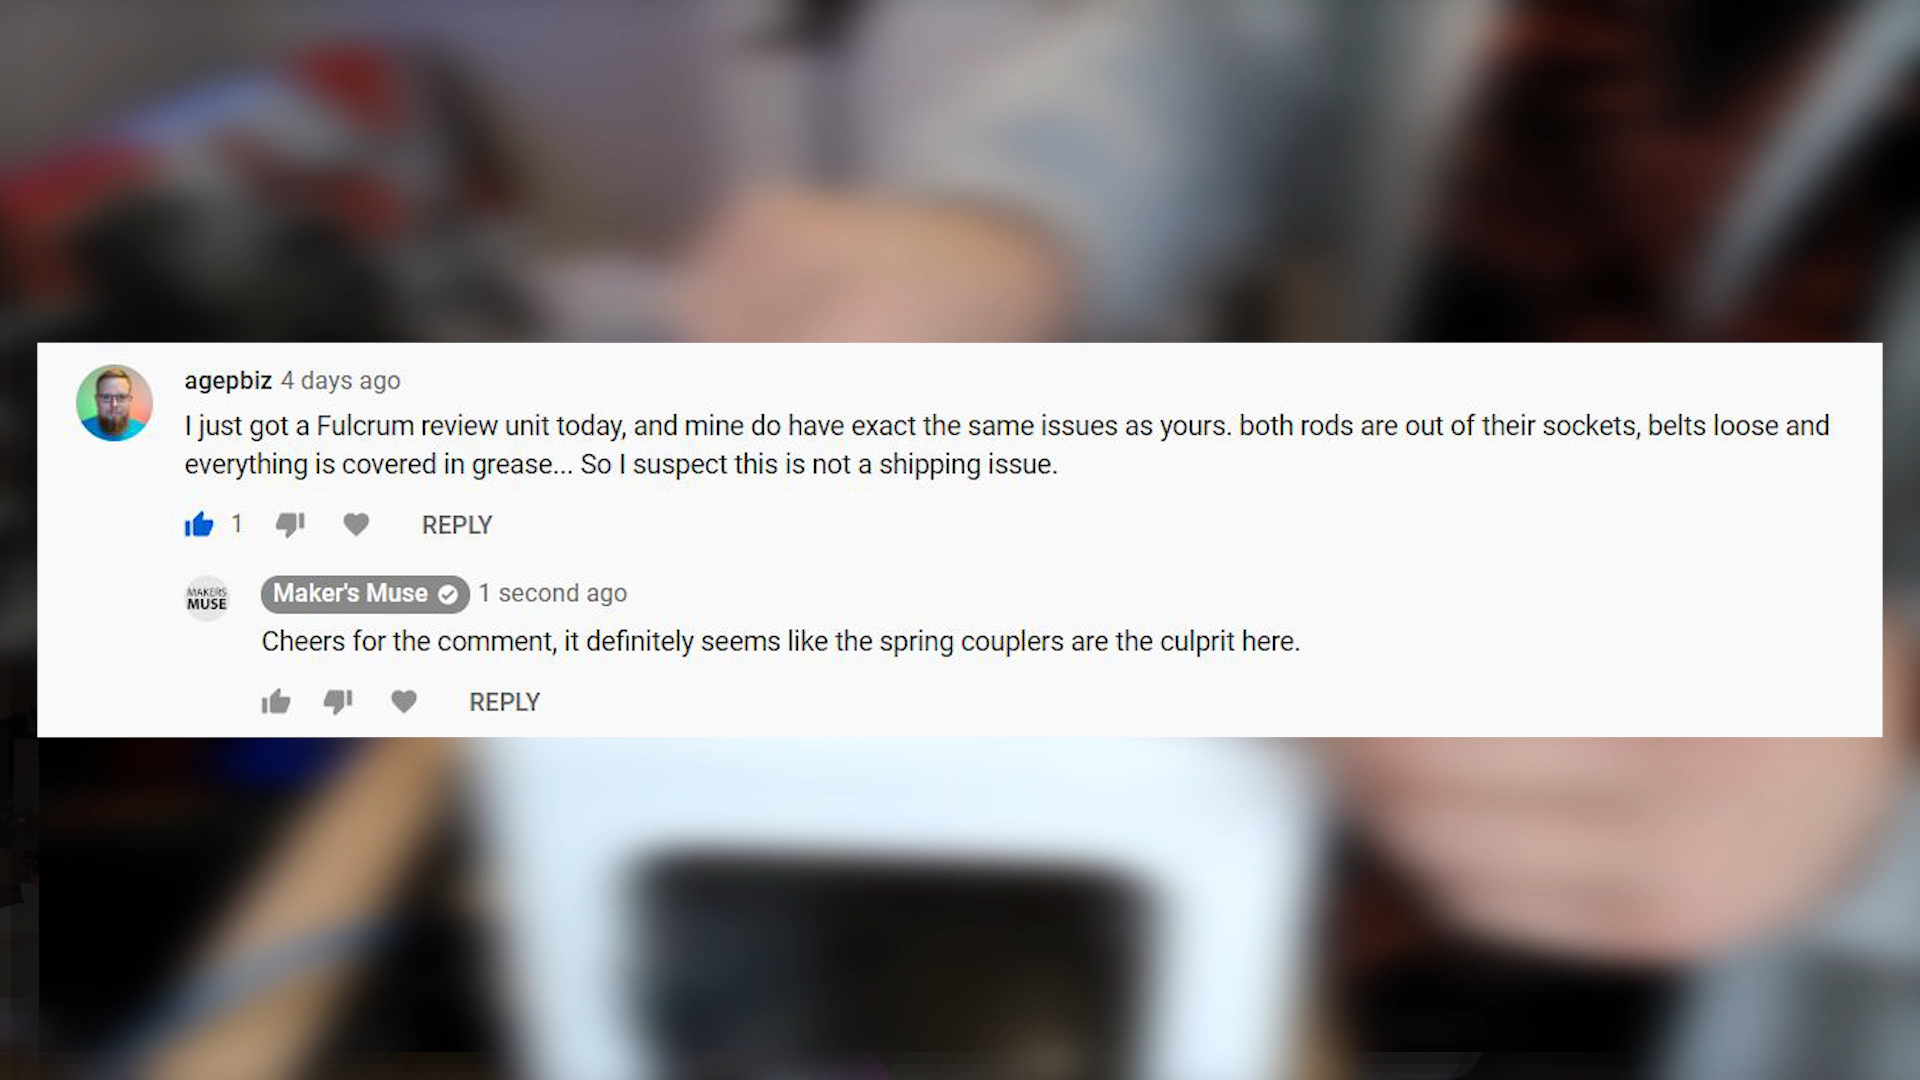 agepbiz 4 days ago
I just got a Fulcrum review unit today, and mine do have exact the same issues as yours. both rods are out of their sockets, belts loose and
everything is covered in grease... So I suspect this is not a shipping issue.
1 REPLY
MAKERS
MUSE
Maker's Muse 1 second ago
Cheers for the comment, it definitely seems like the spring couplers are the culprit here.
REPLY